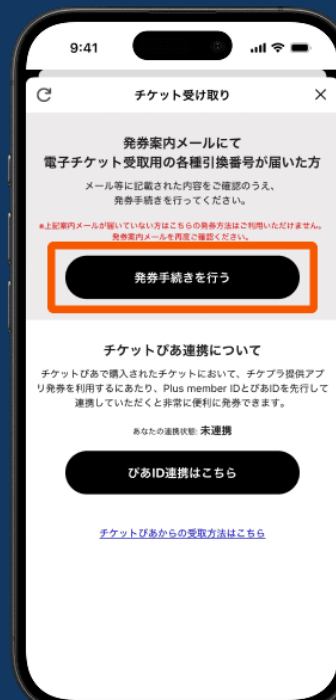 9:41
チケット受け取り
発券案内メールにて
電子チケット受取用の各種引換番号が届いた方
メール等に記載された内容をご確認のうえ、
発券手続きを行ってください。
※上記案内メールが届いていない方はこちらの発券方法はご利用いただけません。
発券案内メールを再度ご確認ください。
発券手続きを行う
チケットぴあ連携について
チケットぴあで購入されたチケットにおいて、チケプラ提供アプ
リ発券を利用するにあたり、Plus member IDとぴあIDを先行して
連携していただくと非常に便利に発券できます。
あなたの連携状態: 未連携
ぴあID連携はこちら
チケットぴあからの受取方法はこちら